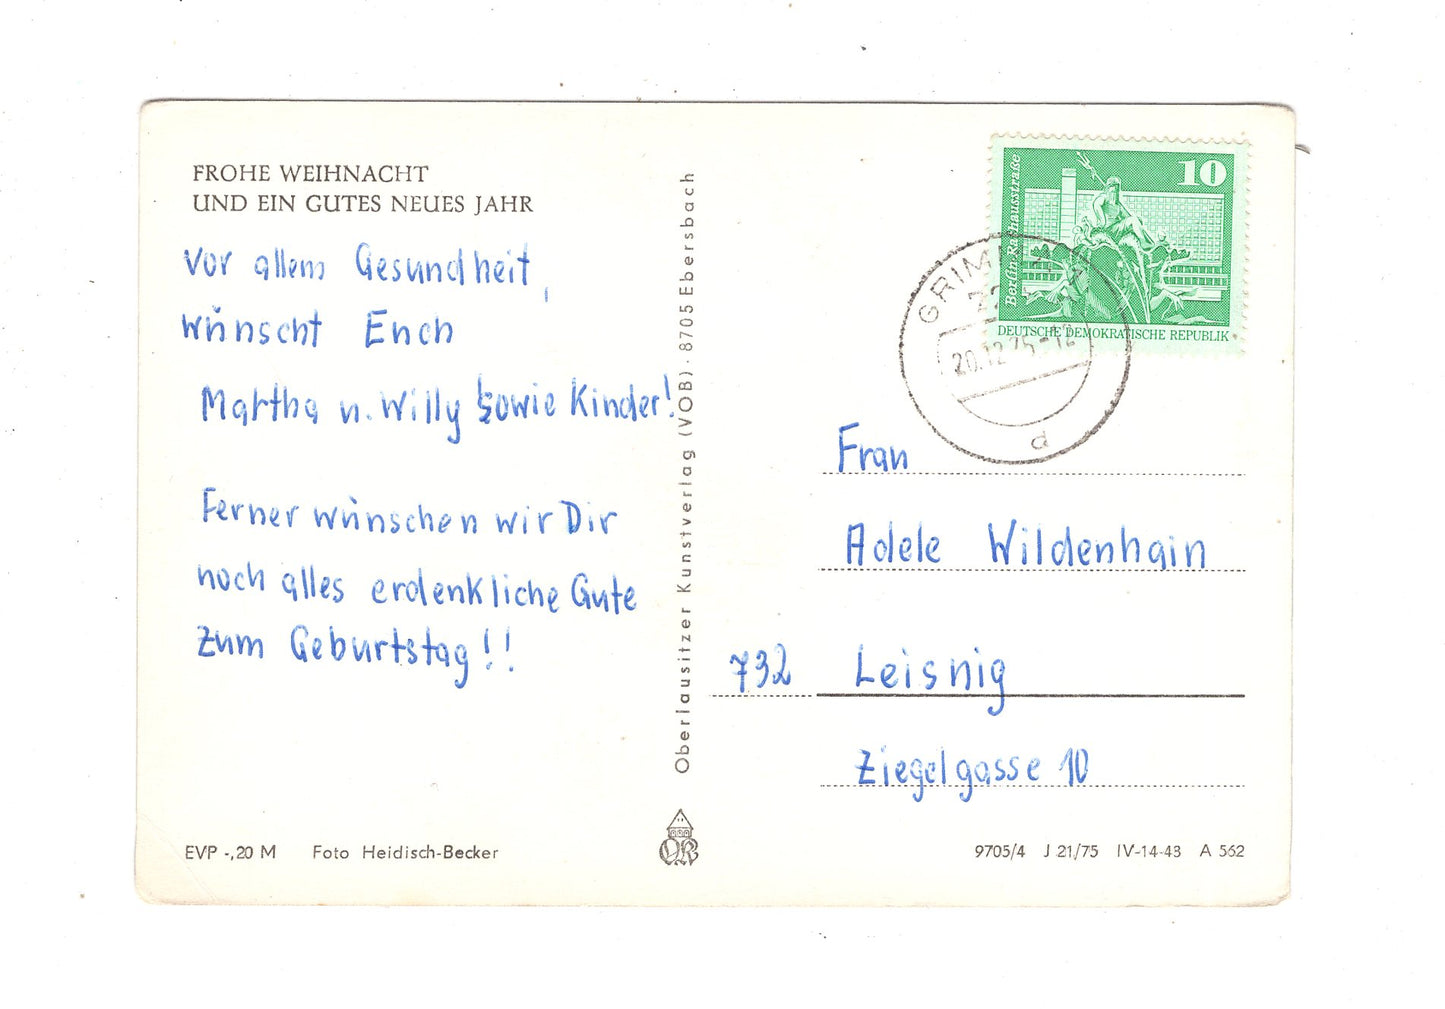 FROHE WEIHNACHT
UND EIN GUTES NEUES JAHR
Vor allem Gesundheit,
wünscht Euch
Martha u. Willy sowie Kinder!
Ferner wünschen wir Dir
noch alles erdenkliche Gute
zum Geburtstag!!
EVP -,20 M Foto Heidisch-Becker
Oberlausitzer Kunstverlag (VOB) · 8705 Ebersbach
10
Berlin Rathausstraße
DEUTSCHE DEMOKRATISCHE REPUBLIK
20.12.75-12
d
Frau
Adele Wildenhain
732 Leisnig
Ziegelgasse 10
9705/4 J 21/75 IV-14-43 A 562